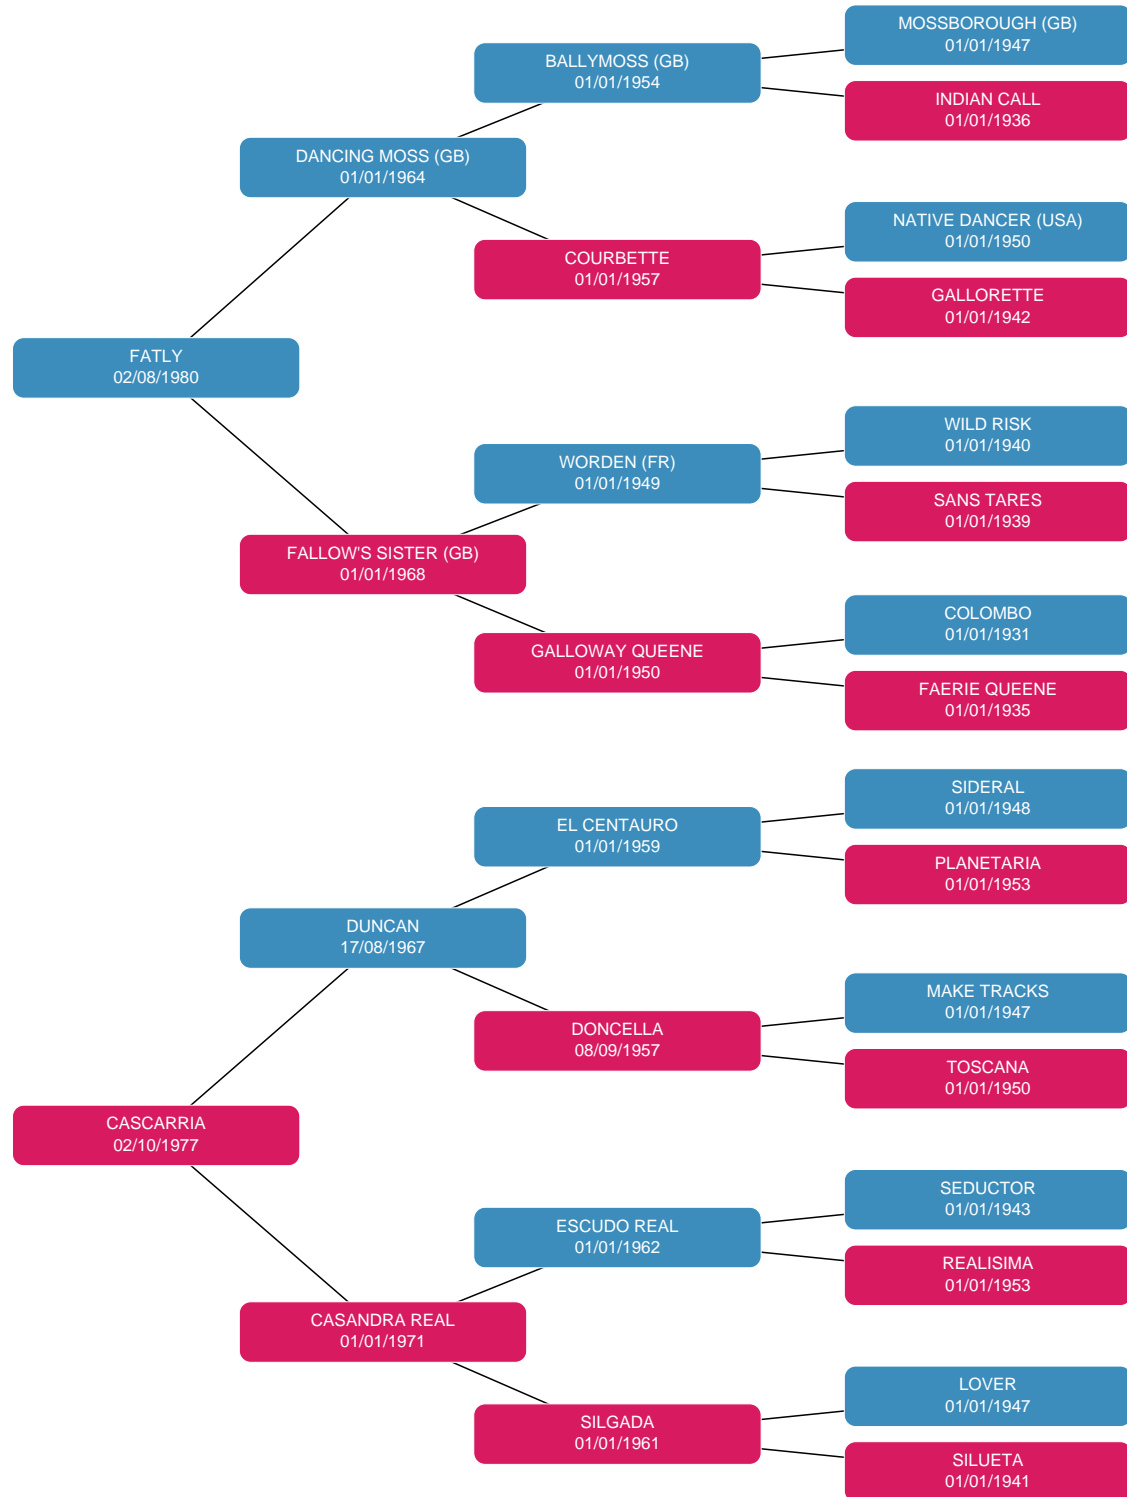 MOSSBOROUGH (GB)
01/01/1947
BALLYMOSS (GB)
01/01/1954
INDIAN CALL
01/01/1936
DANCING MOSS (GB)
01/01/1964
NATIVE DANCER (USA)
01/01/1950
COURBETTE
01/01/1957
GALLORETTE
01/01/1942
FATLY
02/08/1980
WILD RISK
01/01/1940
WORDEN (FR)
01/01/1949
SANS TARES
01/01/1939
FALLOW'S SISTER (GB)
01/01/1968
COLOMBO
01/01/1931
GALLOWAY QUEENE
01/01/1950
FAERIE QUEENE
01/01/1935
SIDERAL
01/01/1948
EL CENTAURO
01/01/1959
PLANETARIA
01/01/1953
DUNCAN
17/08/1967
MAKE TRACKS
01/01/1947
DONCELLA
08/09/1957
TOSCANA
01/01/1950
CASCARRIA
02/10/1977
SEDUCTOR
01/01/1943
ESCUDO REAL
01/01/1962
REALISIMA
01/01/1953
CASANDRA REAL
01/01/1971
LOVER
01/01/1947
SILGADA
01/01/1961
SILUETA
01/01/1941